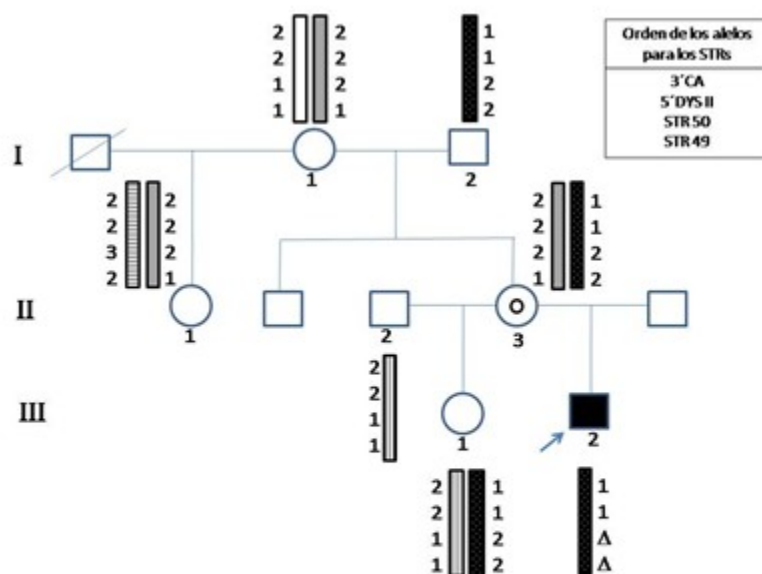 Orden de los alelos
para los STRs
3´CA
5´DYS II
STR 50
STR 49
2 2 1
2 2 1
1 2 2
1 1 2
I
1 2
2 2 2 1
2 2 2 1
3 2 2 2
2 1 1 2
II
1 2 3
2
2
1
1
III
1 2
2 1 1
2 1 1
1 2 Δ
1 2 Δ